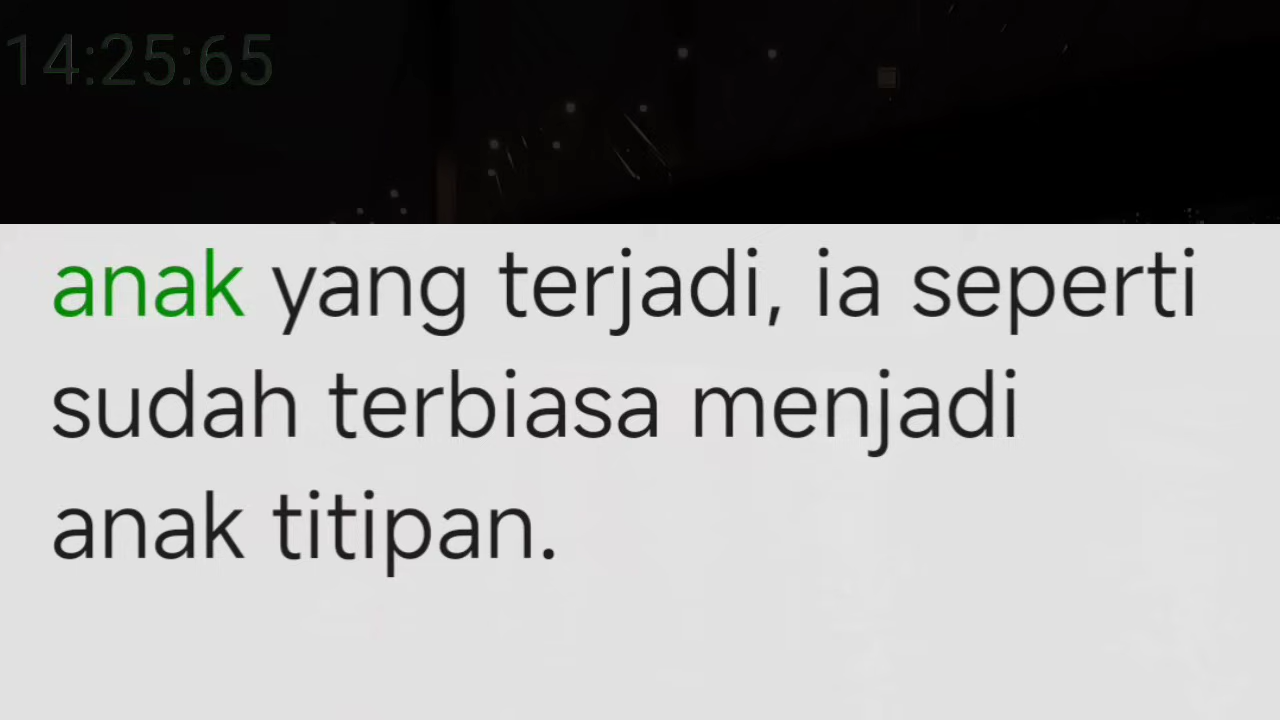 14:25:65
anak yang terjadi, ia seperti
sudah terbiasa menjadi
anak titipan.